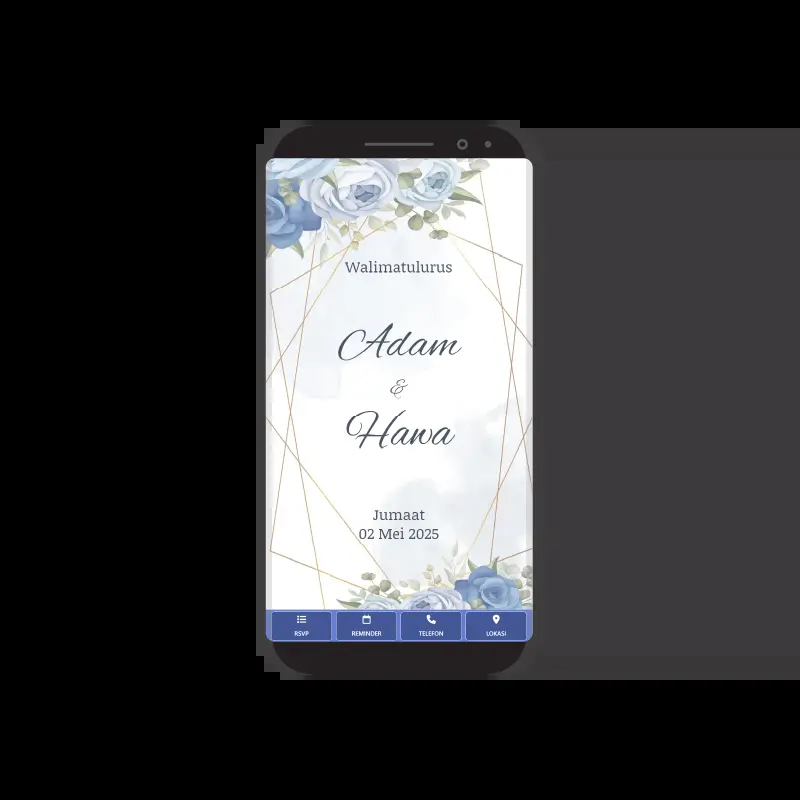 Walimatulurus
Adam
&
Hawa
Jumaat
02 Mei 2025
RSVP
REMINDER
TELEFON
LOKASI